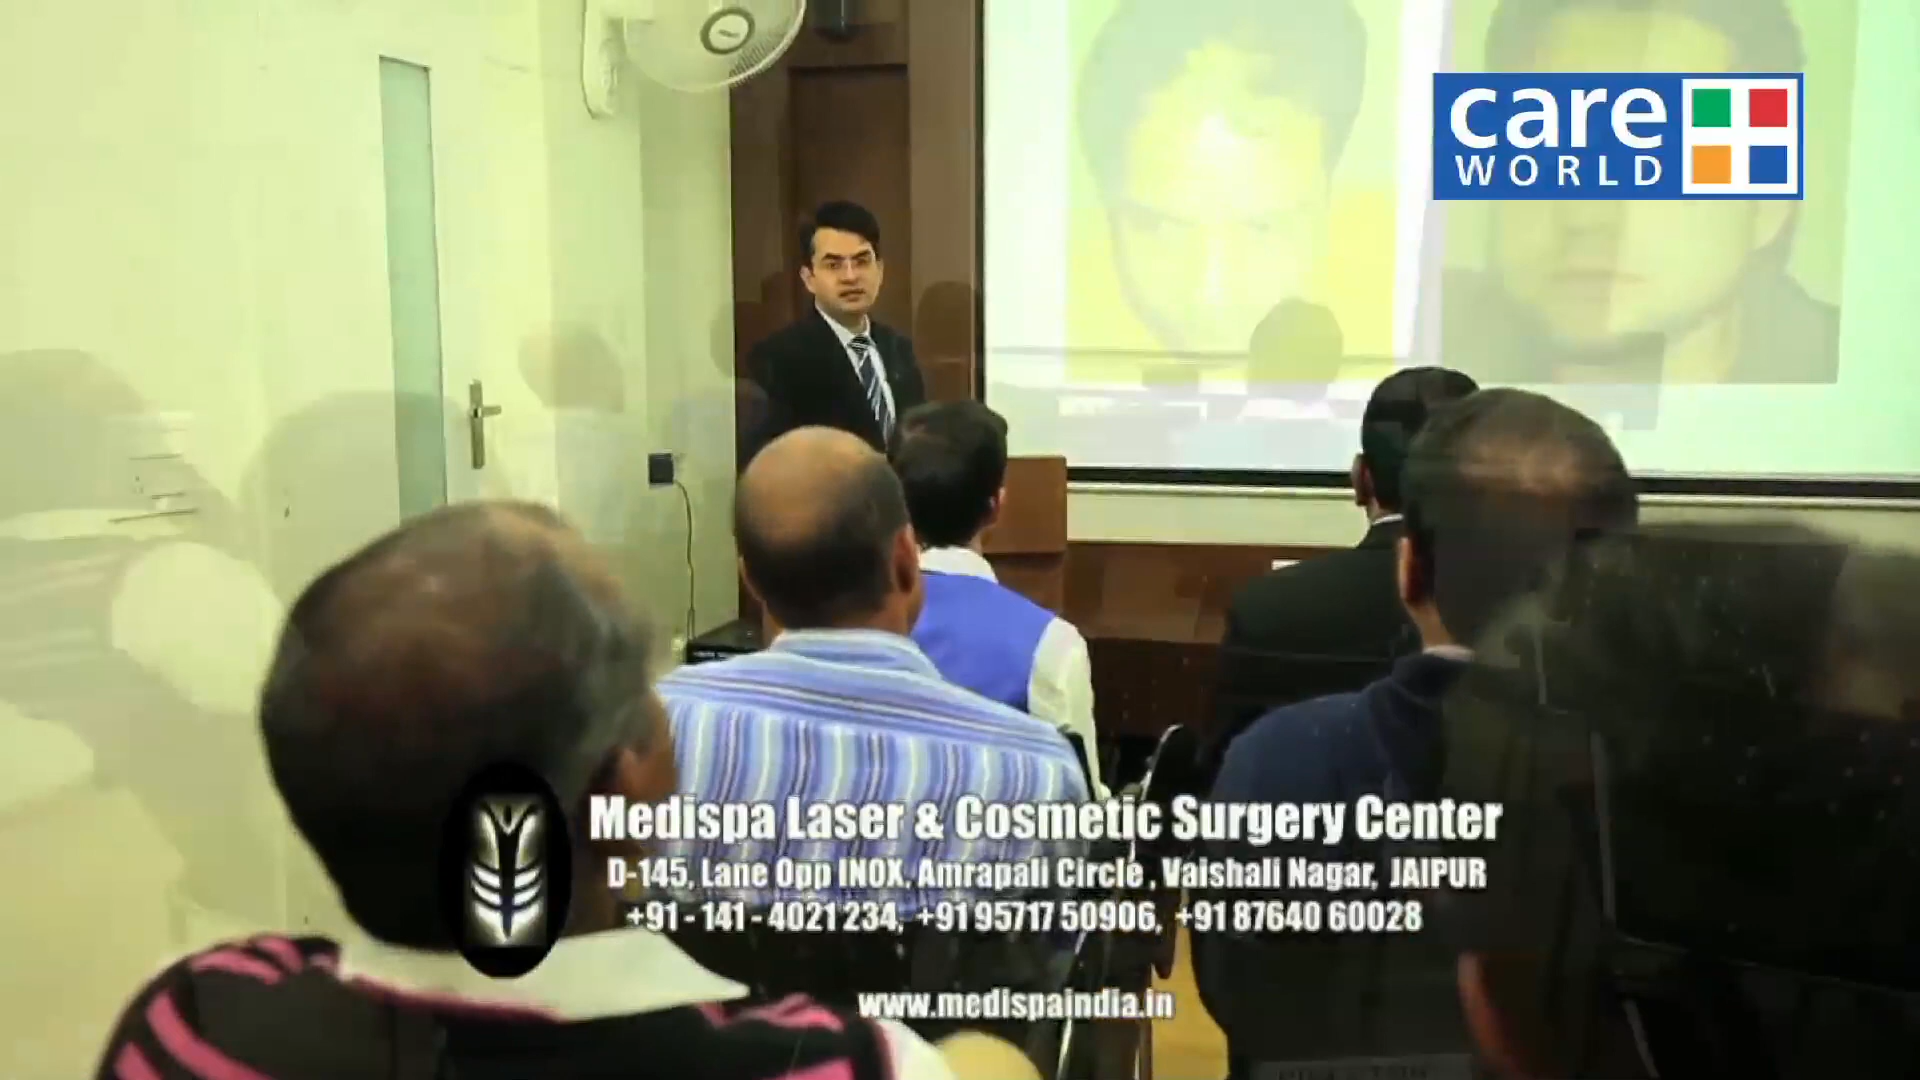 care
WORLD
Medispa Laser & Cosmetic Surgery Center
D-145, Lane Opp INOX, Amrapali Circle , Vaishali Nagar, JAIPUR
+91 - 141 - 4021 234, +91 95717 50906, +91 87640 60028
www.medispaindia.in